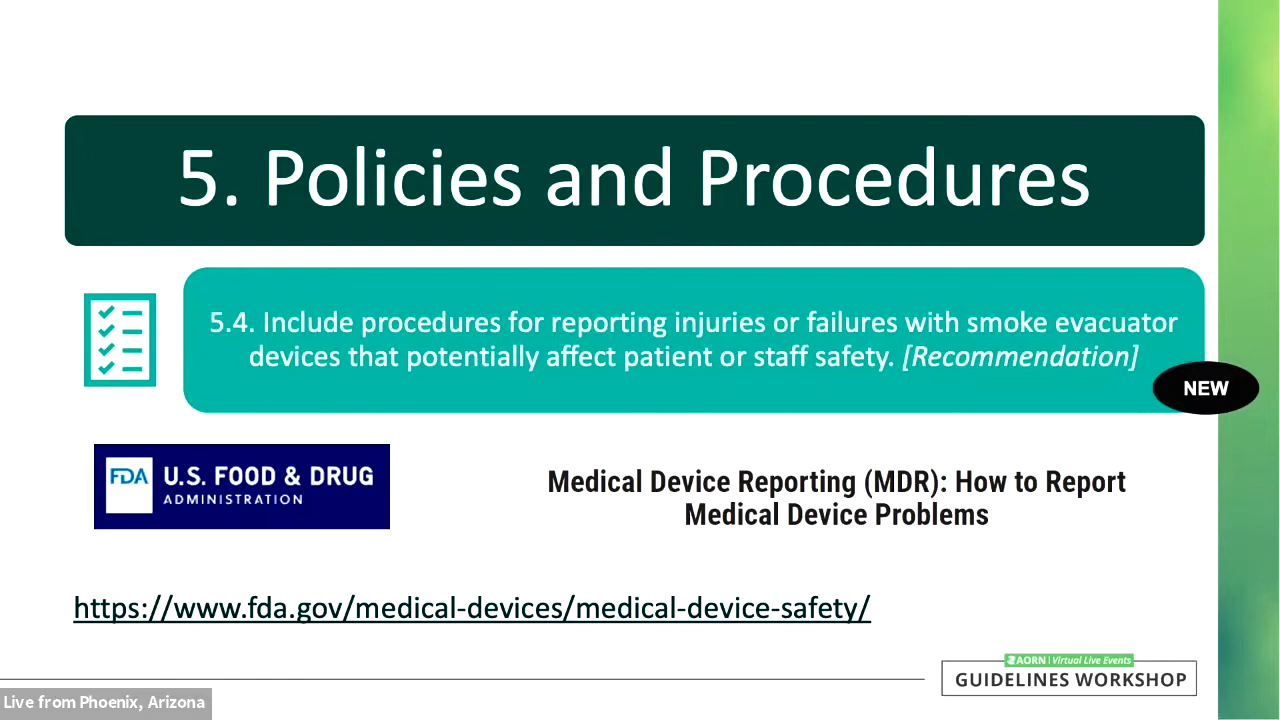 5. Policies and Procedures
5.4. Include procedures for reporting injuries or failures with smoke evacuator
devices that potentially affect patient or staff safety. [Recommendation]
NEW
FDA
U.S. FOOD & DRUG
ADMINISTRATION
Medical Device Reporting (MDR): How to Report
Medical Device Problems
https://www.fda.gov/medical-devices/medical-device-safety/
AORN | Virtual Live Events
GUIDELINES WORKSHOP
Live from Phoenix, Arizona